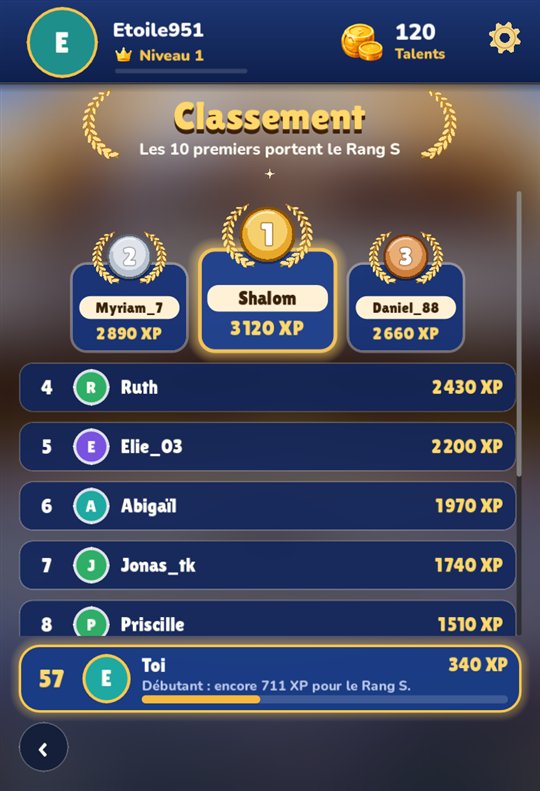 E
Etoile951
Niveau 1
120
Talents
Classement
Les 10 premiers portent le Rang S
1
2
3
Shalom
3120 XP
Myriam_7
2890 XP
Daniel_88
2660 XP
4 R Ruth 2430 XP
5 E Elie_03 2200 XP
6 A Abigaïl 1970 XP
7 J Jonas_tk 1740 XP
8 P Priscille 1510 XP
57 E Toi 340 XP
Débutant : encore 711 XP pour le Rang S.